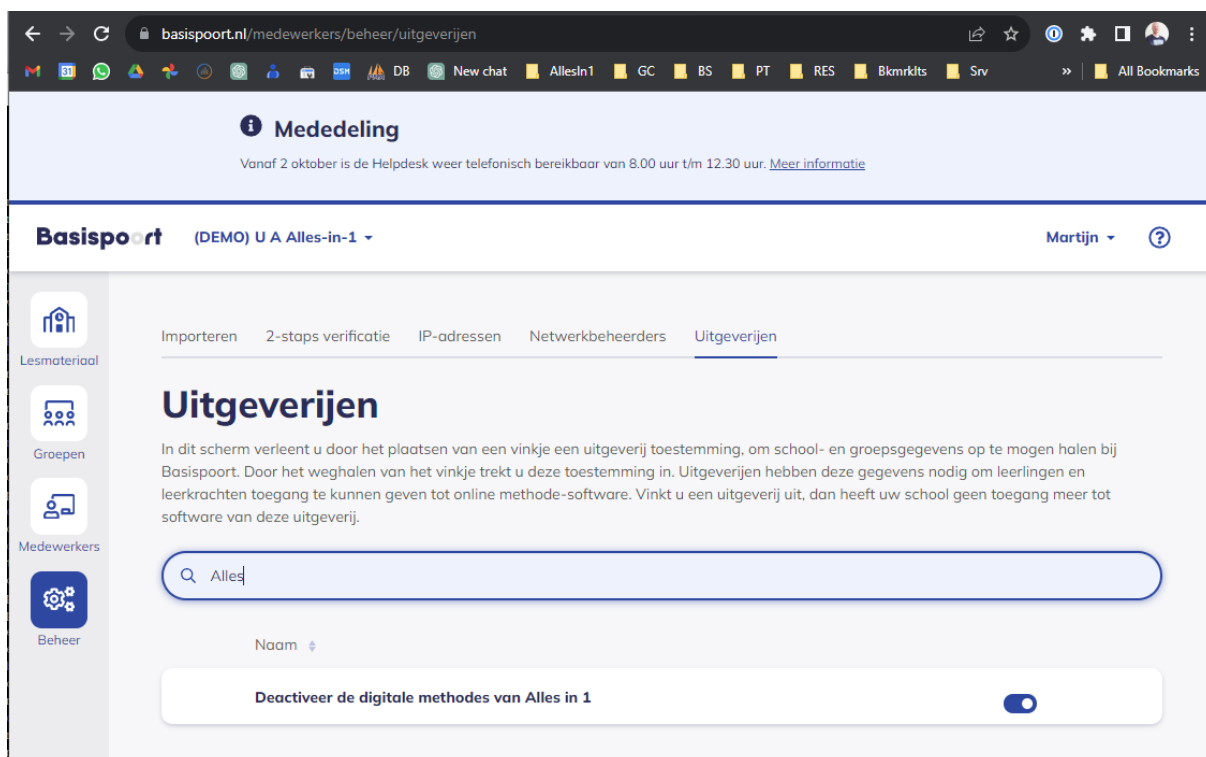 basispoort.nl/medewerkers/beheer/uitgeverijen
31 DSM DB New chat AllesIn1 GC BS PT RES Bkmrklts Srv » All Bookmarks
Mededeling
Vanaf 2 oktober is de Helpdesk weer telefonisch bereikbaar van 8.00 uur t/m 12.30 uur. Meer informatie
Basispoort (DEMO) U A Alles-in-1 Martijn ?
Lesmateriaal
Groepen
Medewerkers
Beheer
Importeren 2-staps verificatie IP-adressen Netwerkbeheerders Uitgeverijen
Uitgeverijen
In dit scherm verleent u door het plaatsen van een vinkje een uitgeverij toestemming, om school- en groepsgegevens op te mogen halen bij
Basispoort. Door het weghalen van het vinkje trekt u deze toestemming in. Uitgeverijen hebben deze gegevens nodig om leerlingen en
leerkrachten toegang te kunnen geven tot online methode-software. Vinkt u een uitgeverij uit, dan heeft uw school geen toegang meer tot
software van deze uitgeverij.
Alles
Naam
Deactiveer de digitale methodes van Alles in 1